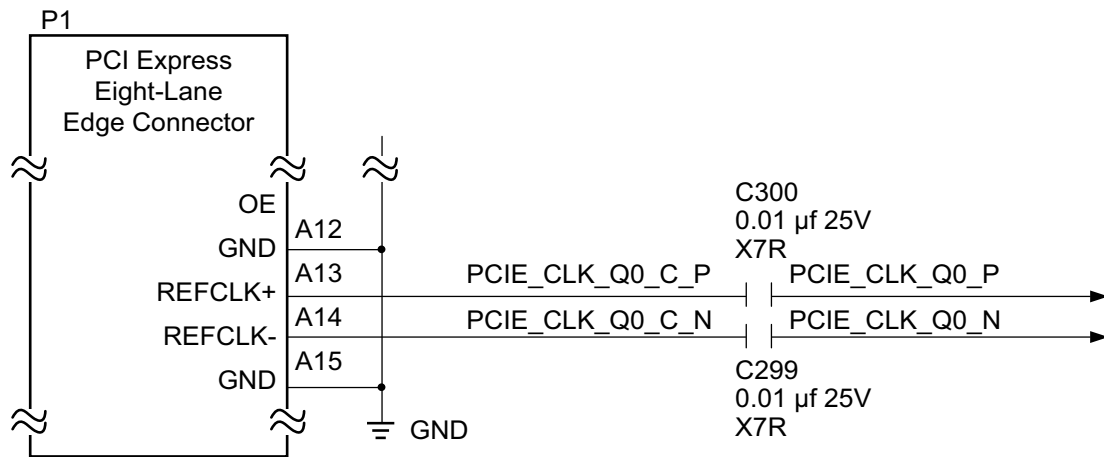 P1
PCI Express
Eight-Lane
Edge Connector
OE
A12
GND
A13
REFCLK+
A14
REFCLK-
A15
GND
GND
C300
0.01 µf 25V
X7R
PCIE_CLK_Q0_C_P
PCIE_CLK_Q0_P
PCIE_CLK_Q0_C_N
PCIE_CLK_Q0_N
C299
0.01 µf 25V
X7R